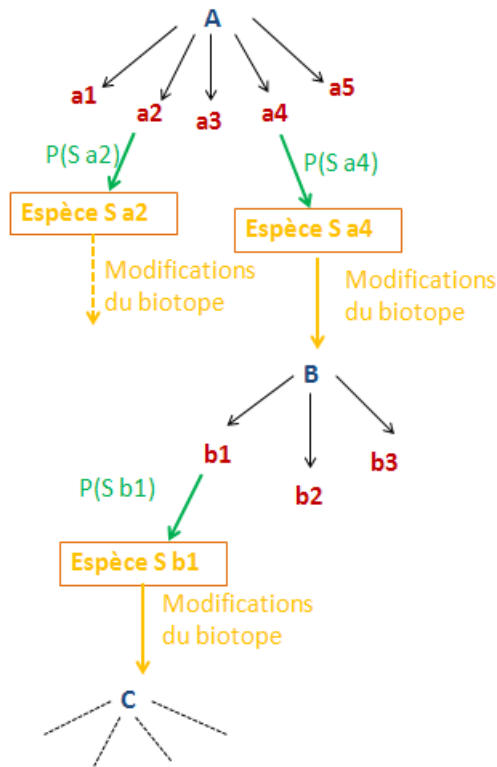 A
a1
a2
a3
a4
a5
P(S a2)
P(S a4)
Espèce S a2
Espèce S a4
Modifications
du biotope
Modifications
du biotope
B
b1
b2
b3
P(S b1)
Espèce S b1
Modifications
du biotope
C